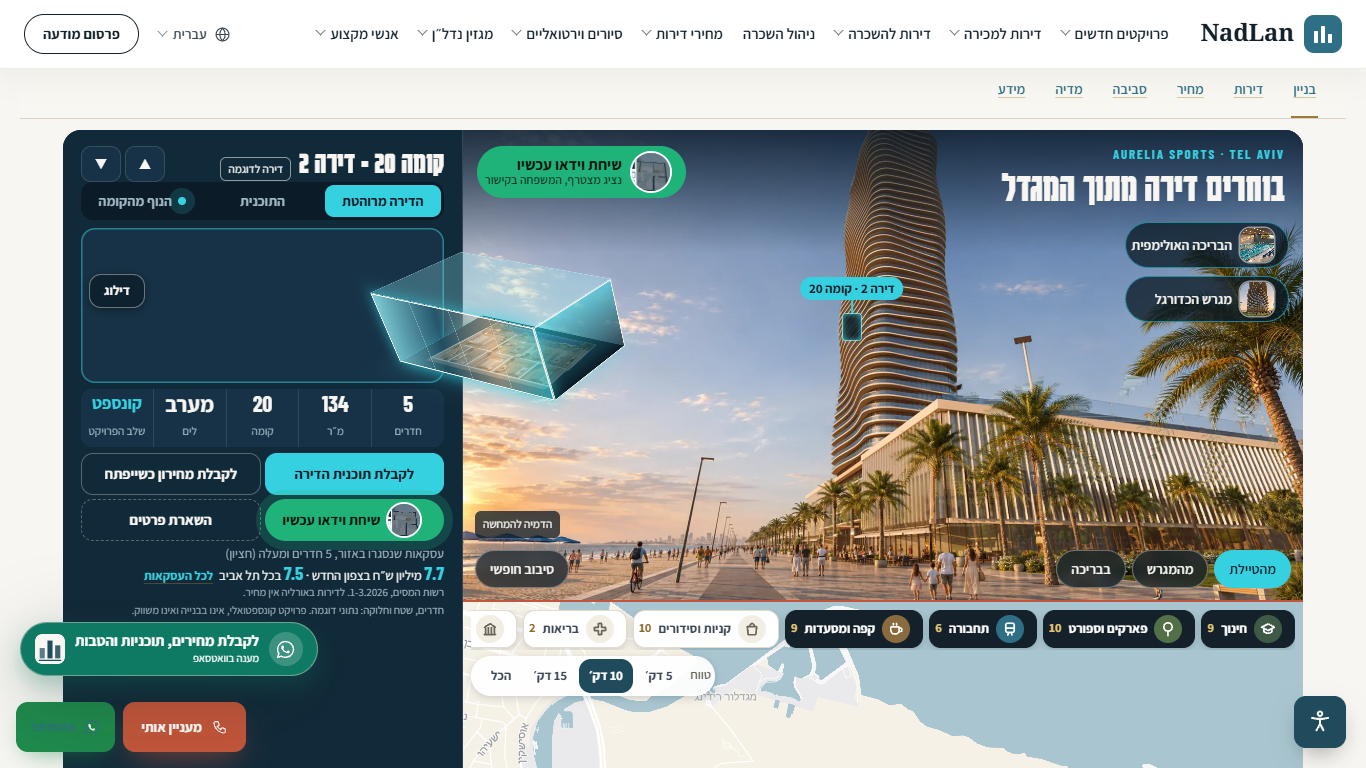 NadLan
פרויקטים חדשים
דירות למכירה
דירות להשכרה
ניהול השכרה
מחירי דירות
סיורים וירטואליים
מגזין נדל״ן
אנשי מקצוע
עברית
פרסום מודעה
בניין
דירות
מחיר
סביבה
מדיה
מידע
AURELIA SPORTS · TEL AVIV
בוחרים דירה מתוך המגדל
הבריכה האולימפית
מגרש הכדורגל
שיחת וידאו עכשיו
נציג מצטרף, המשפחה בקישור
דירה 2 · קומה 20
הדמיה להמחשה
מהטיילת
מהמגרש
בבריכה
סיבוב חופשי
קומה 20 - דירה 2
דירה לדוגמה
▲
▼
הדירה מרוהטת
התוכנית
הנוף מהקומה
דילוג
5
חדרים
134
מ״ר
20
קומה
מערב
לים
קונספט
שלב הפרויקט
לקבלת תוכנית הדירה
לקבלת מחירון כשייפתח
שיחת וידאו עכשיו
השארת פרטים
עסקאות שנסגרו באזור, 5 חדרים ומעלה (חציון)
7.7 מיליון ש״ח בצפון החדש · 7.5 בכל תל אביב לכל העסקאות
רשות המסים, 1-3.2026. לדירות באורליה אין מחיר.
חדרים, שטח וחלוקה: נתוני דוגמה. פרויקט קונספטואלי, אינו בבנייה ואינו משווק.
חינוך 9
פארקים וספורט 10
תחבורה 6
קפה ומסעדות 9
קניות וסידורים 10
בריאות 2
טווח
5 דק׳
10 דק׳
15 דק׳
הכל
מגדלור רידינג
ישעיהו
אוסישקין
לקבלת מחירים, תוכניות והטבות
מענה בוואטסאפ
מעניין אותי